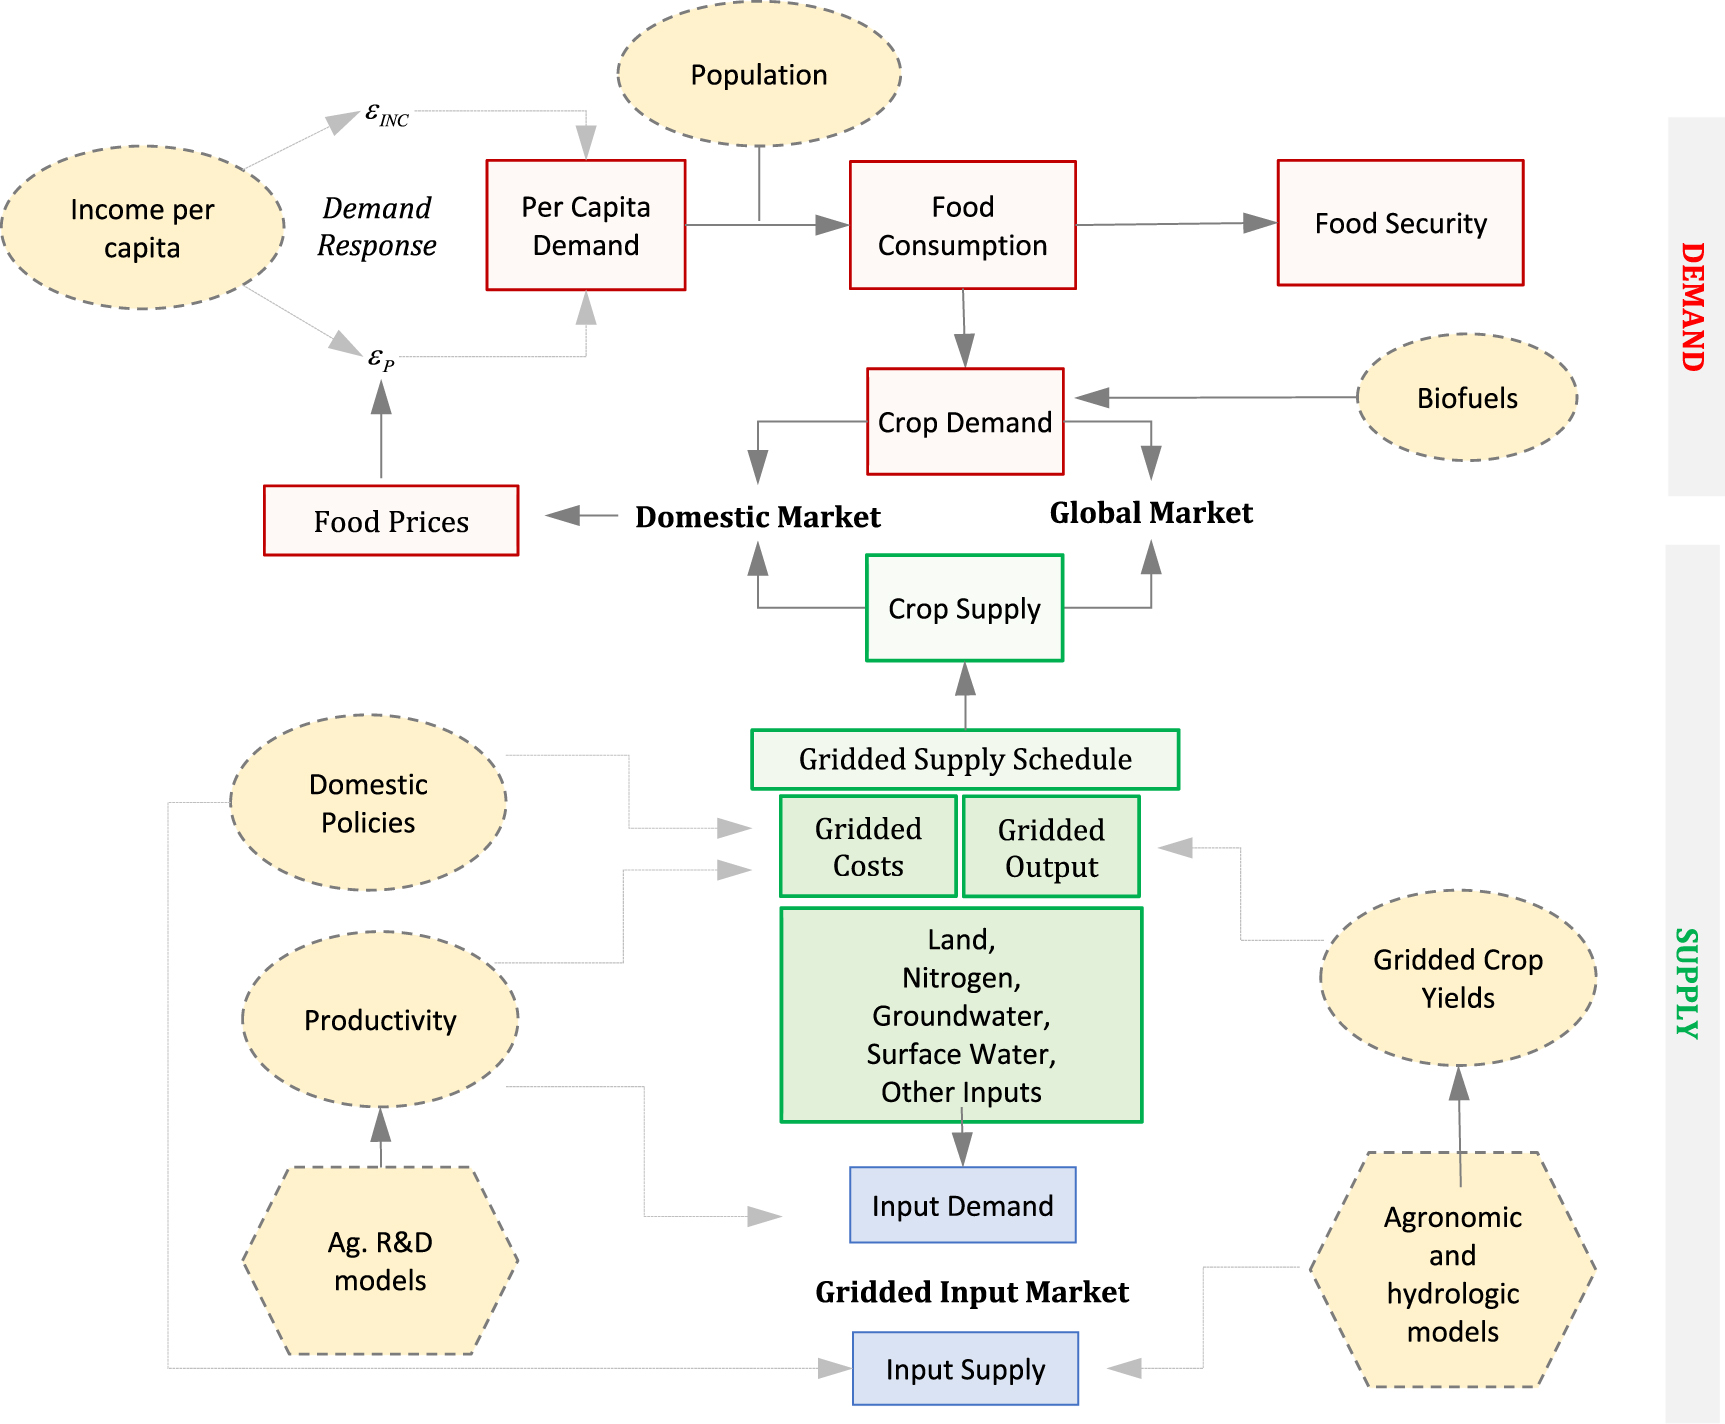 Population
ε_INC
Income per
capita
Demand
Response
Per Capita
Demand
Food
Consumption
Food Security
DEMAND
ε_P
Biofuels
Crop Demand
Food Prices
Domestic Market
Global Market
Crop Supply
Gridded Supply Schedule
Domestic
Policies
Gridded
Costs
Gridded
Output
SUPPLY
Land,
Nitrogen,
Groundwater,
Surface Water,
Other Inputs
Gridded Crop
Yields
Productivity
Input Demand
Ag. R&D
models
Agronomic
and
hydrologic
models
Gridded Input Market
Input Supply